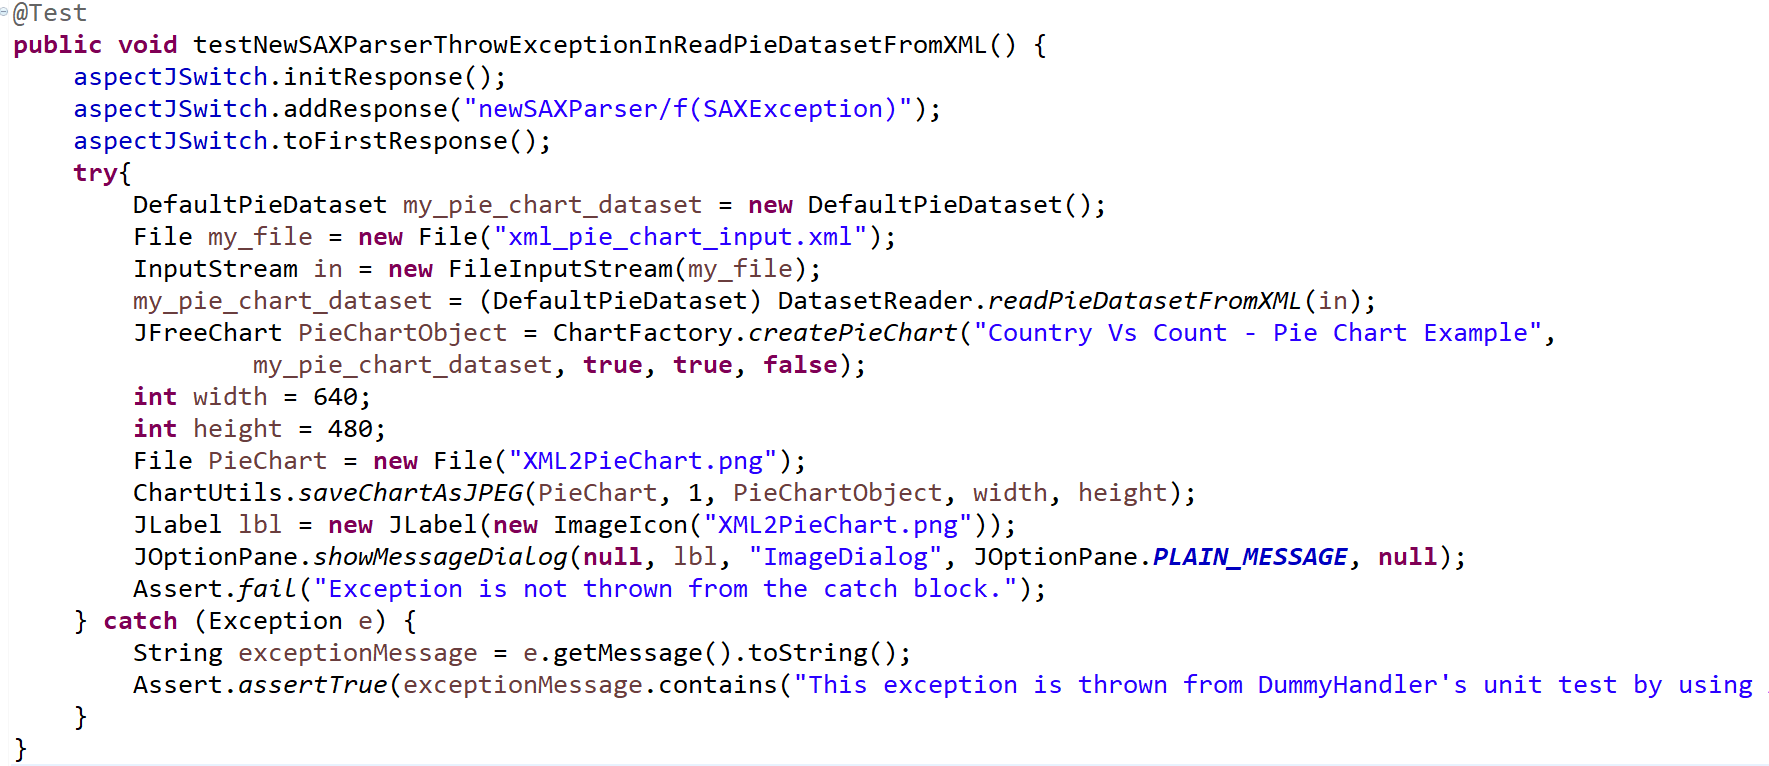 @Test
public void testNewSAXParserThrowExceptionInReadPieDatasetFromXML() {
    aspectJSwitch.initResponse();
    aspectJSwitch.addResponse("newSAXParser/f(SAXException)");
    aspectJSwitch.toFirstResponse();
    try{
        DefaultPieDataset my_pie_chart_dataset = new DefaultPieDataset();
        File my_file = new File("xml_pie_chart_input.xml");
        InputStream in = new FileInputStream(my_file);
        my_pie_chart_dataset = (DefaultPieDataset) DatasetReader.readPieDatasetFromXML(in);
        JFreeChart PieChartObject = ChartFactory.createPieChart("Country Vs Count - Pie Chart Example",
                my_pie_chart_dataset, true, true, false);
        int width = 640;
        int height = 480;
        File PieChart = new File("XML2PieChart.png");
        ChartUtils.saveChartAsJPEG(PieChart, 1, PieChartObject, width, height);
        JLabel lbl = new JLabel(new ImageIcon("XML2PieChart.png"));
        JOptionPane.showMessageDialog(null, lbl, "ImageDialog", JOptionPane.PLAIN_MESSAGE, null);
        Assert.fail("Exception is not thrown from the catch block.");
    } catch (Exception e) {
        String exceptionMessage = e.getMessage().toString();
        Assert.assertTrue(exceptionMessage.contains("This exception is thrown from DummyHandler's unit test by using
    }
}